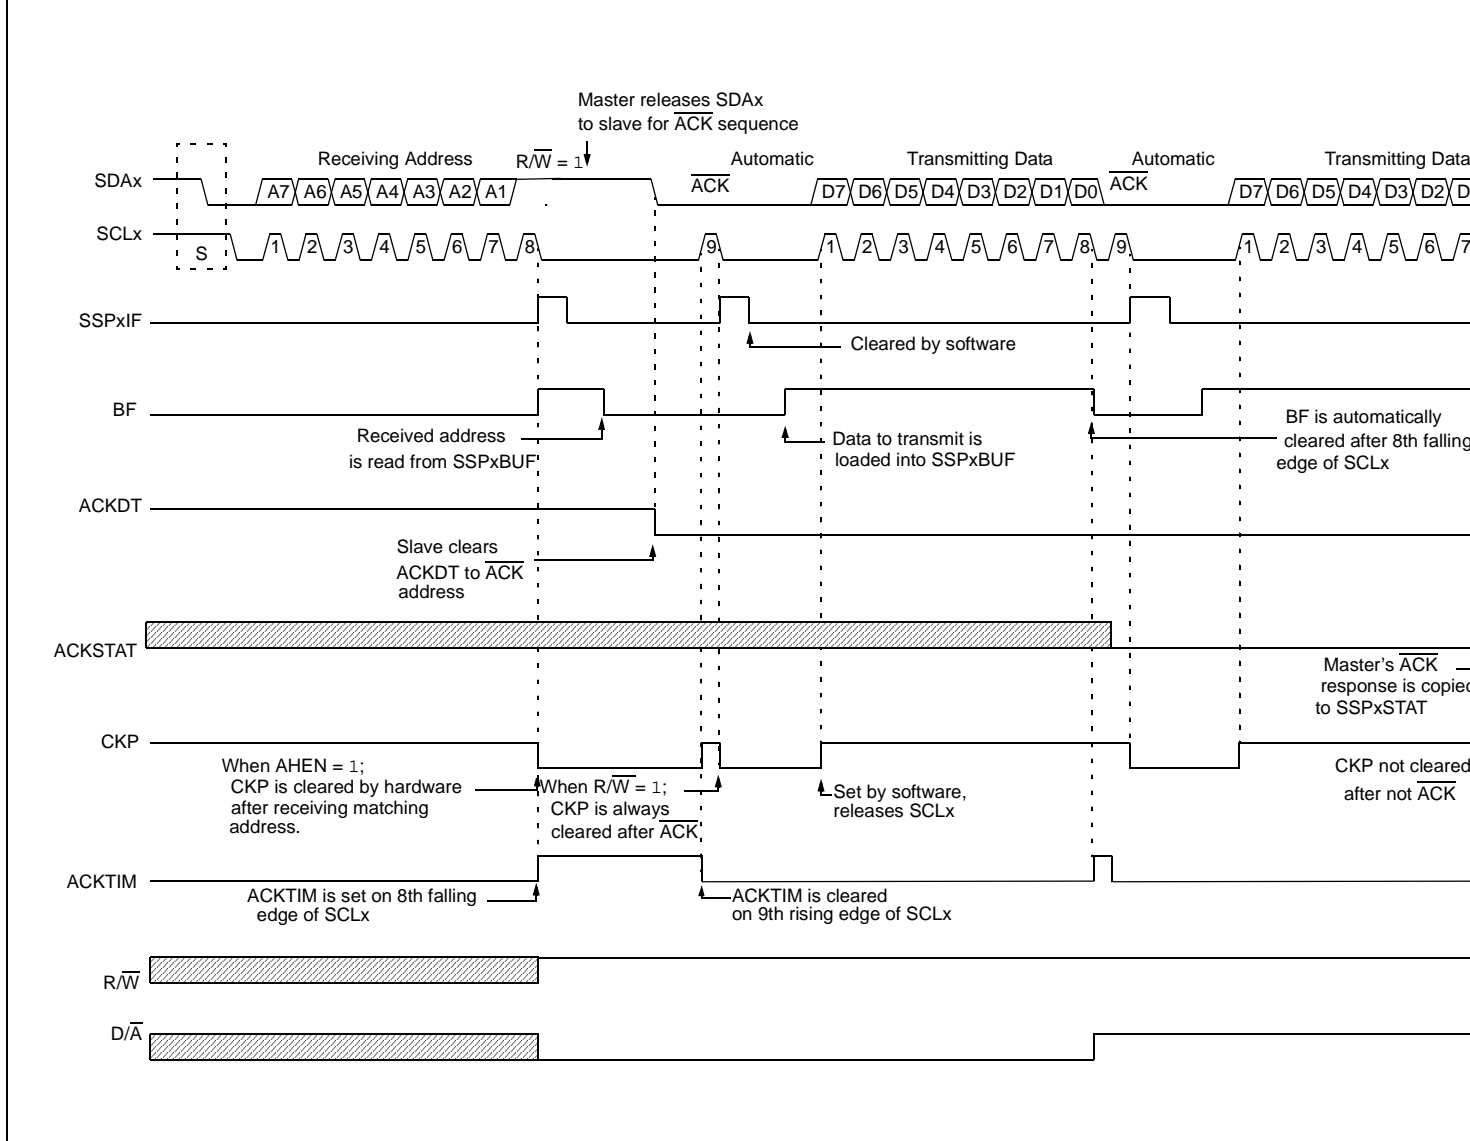 Master releases SDAx
to slave for ACK sequence
Receiving Address
R/W = 1
Automatic
Transmitting Data
Automatic
Transmitting Data
SDAx
A7 A6 A5 A4 A3 A2 A1
ACK
D7 D6 D5 D4 D3 D2 D1 D0
ACK
D7 D6 D5 D4 D3 D2 D
SCLx
S
1 2 3 4 5 6 7 8
9
1 2 3 4 5 6 7 8 9
1 2 3 4 5 6 7
SSPxIF
Cleared by software
BF
Received address
is read from SSPxBUF
Data to transmit is
loaded into SSPxBUF
BF is automatically
cleared after 8th falling
edge of SCLx
ACKDT
Slave clears
ACKDT to ACK
address
ACKSTAT
Master's ACK
response is copied
to SSPxSTAT
CKP
When AHEN = 1;
CKP is cleared by hardware
after receiving matching
address.
When R/W = 1;
CKP is always
cleared after ACK
Set by software,
releases SCLx
CKP not cleared
after not ACK
ACKTIM
ACKTIM is set on 8th falling
edge of SCLx
ACKTIM is cleared
on 9th rising edge of SCLx
R/W
D/A